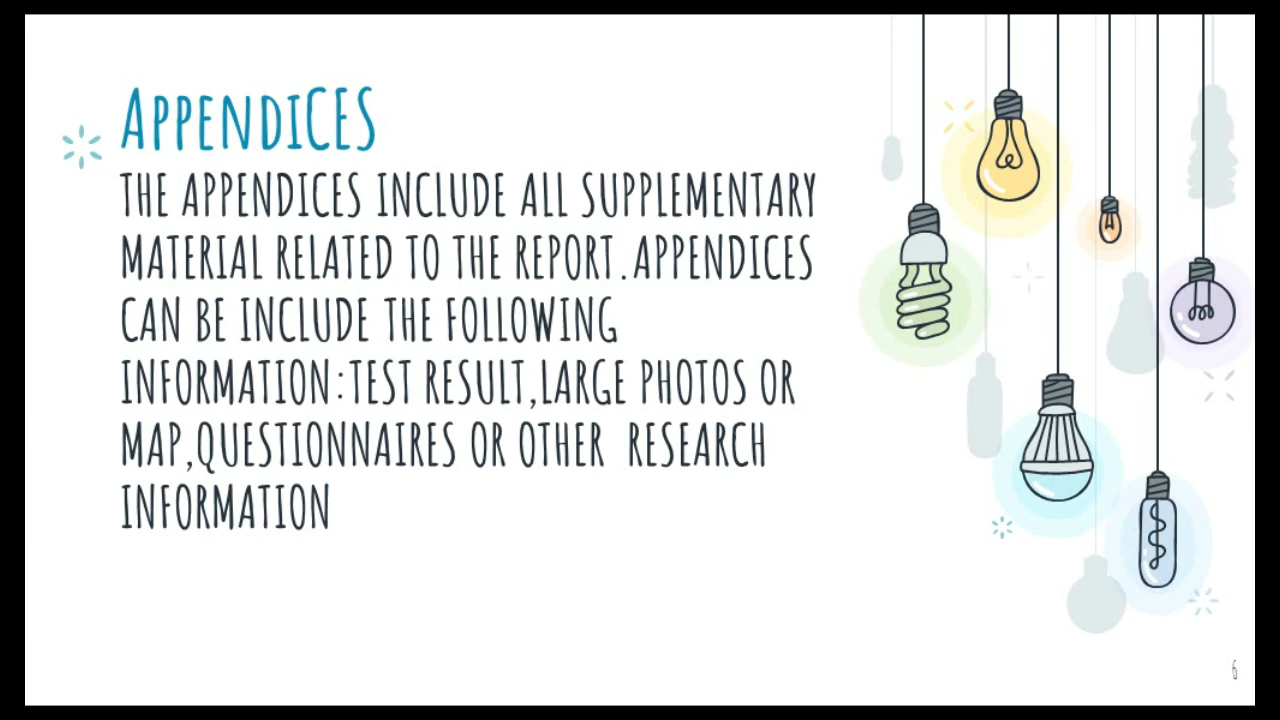 AppendiCES
THE APPENDICES INCLUDE ALL SUPPLEMENTARY
MATERIAL RELATED TO THE REPORT.APPENDICES
CAN BE INCLUDE THE FOLLOWING
INFORMATION:TEST RESULT,LARGE PHOTOS OR
MAP,QUESTIONNAIRES OR OTHER  RESEARCH
INFORMATION
6